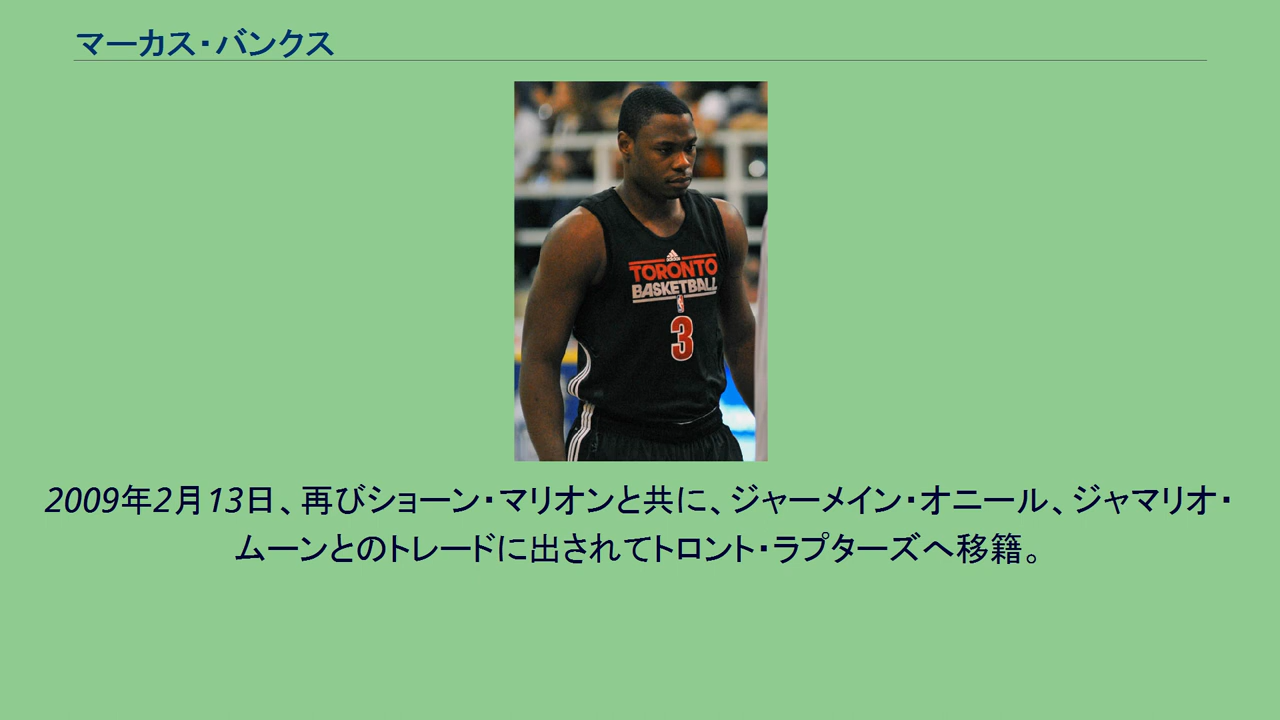 マーカス・バンクス
adidas
TORONTO
BASKETBALL
3
2009年2月13日、再びショーン・マリオンと共に、ジャーメイン・オニール、ジャマリオ・
ムーンとのトレードに出されてトロント・ラプターズへ移籍。